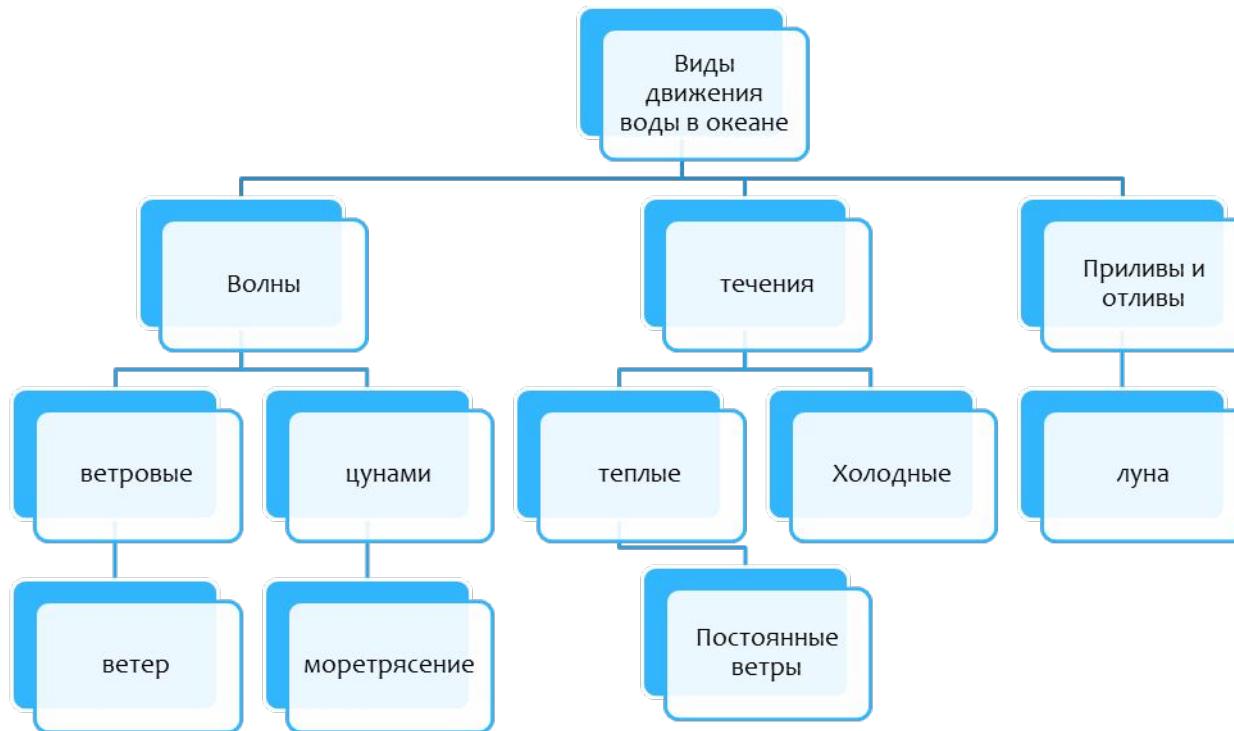 Виды
движения
воды в океане
Волны
течения
Приливы и
отливы
ветровые
цунами
теплые
Холодные
луна
ветер
моретрясение
Постоянные
ветры